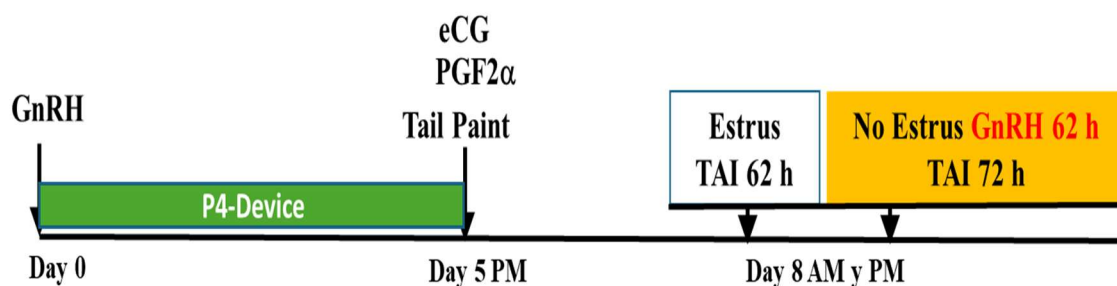 eCG
PGF2α
GnRH
Tail Paint
Estrus
TAI 62 h
No Estrus GnRH 62 h
TAI 72 h
P4-Device
Day 0
Day 5 PM
Day 8 AM y PM